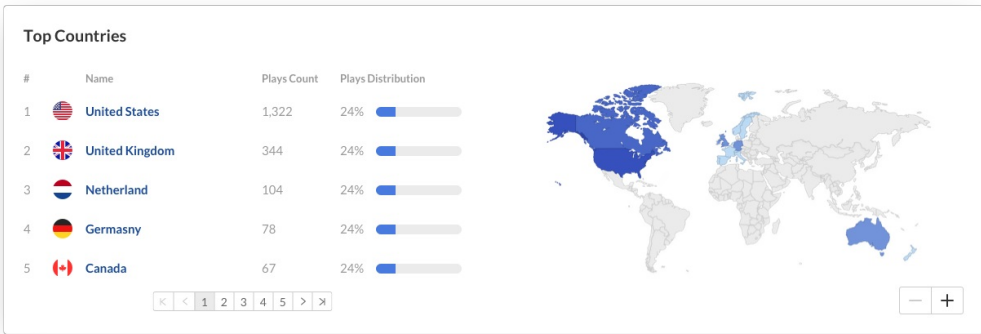 Top Countries
# Name Plays Count Plays Distribution
1 United States 1,322 24%
2 United Kingdom 344 24%
3 Netherland 104 24%
4 Germasny 78 24%
5 Canada 67 24%
1 2 3 4 5